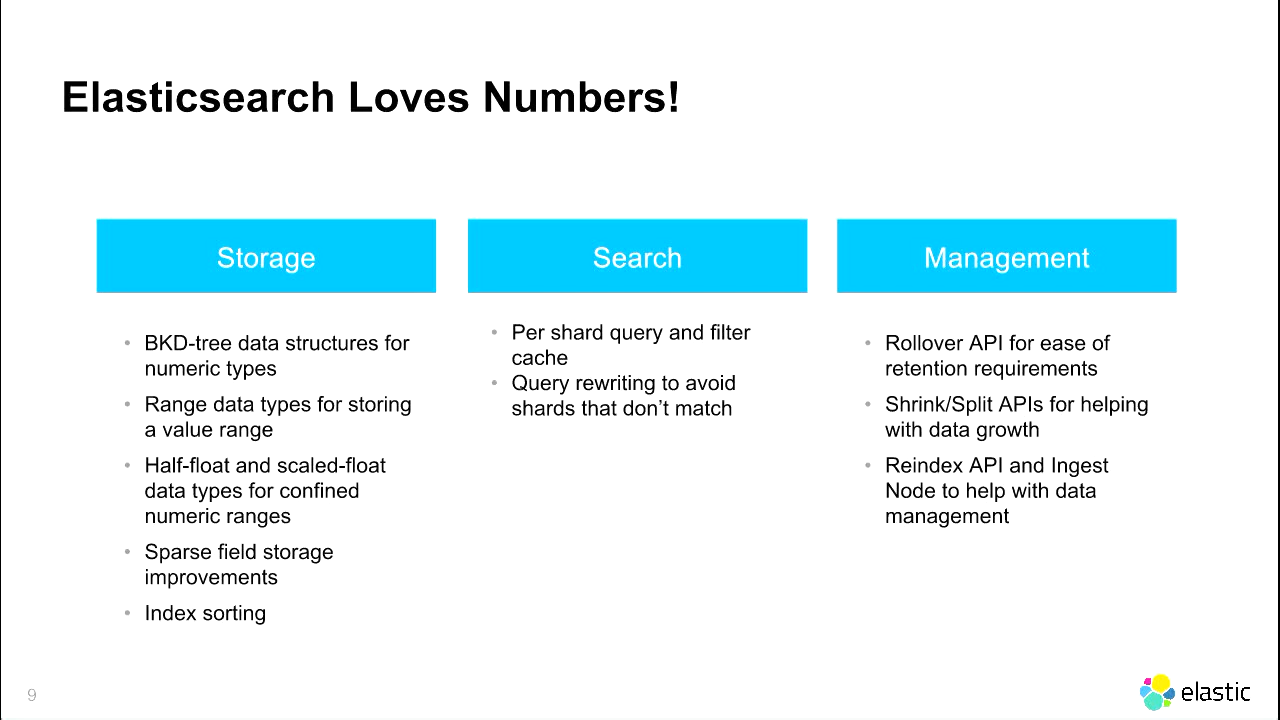 Elasticsearch Loves Numbers!
Storage
BKD-tree data structures for
numeric types
Range data types for storing
a value range
Half-float and scaled-float
data types for confined
numeric ranges
Sparse field storage
improvements
Index sorting
Search
Per shard query and filter
cache
Query rewriting to avoid
shards that don’t match
Management
Rollover API for ease of
retention requirements
Shrink/Split APIs for helping
with data growth
Reindex API and Ingest
Node to help with data
management
9
elastic